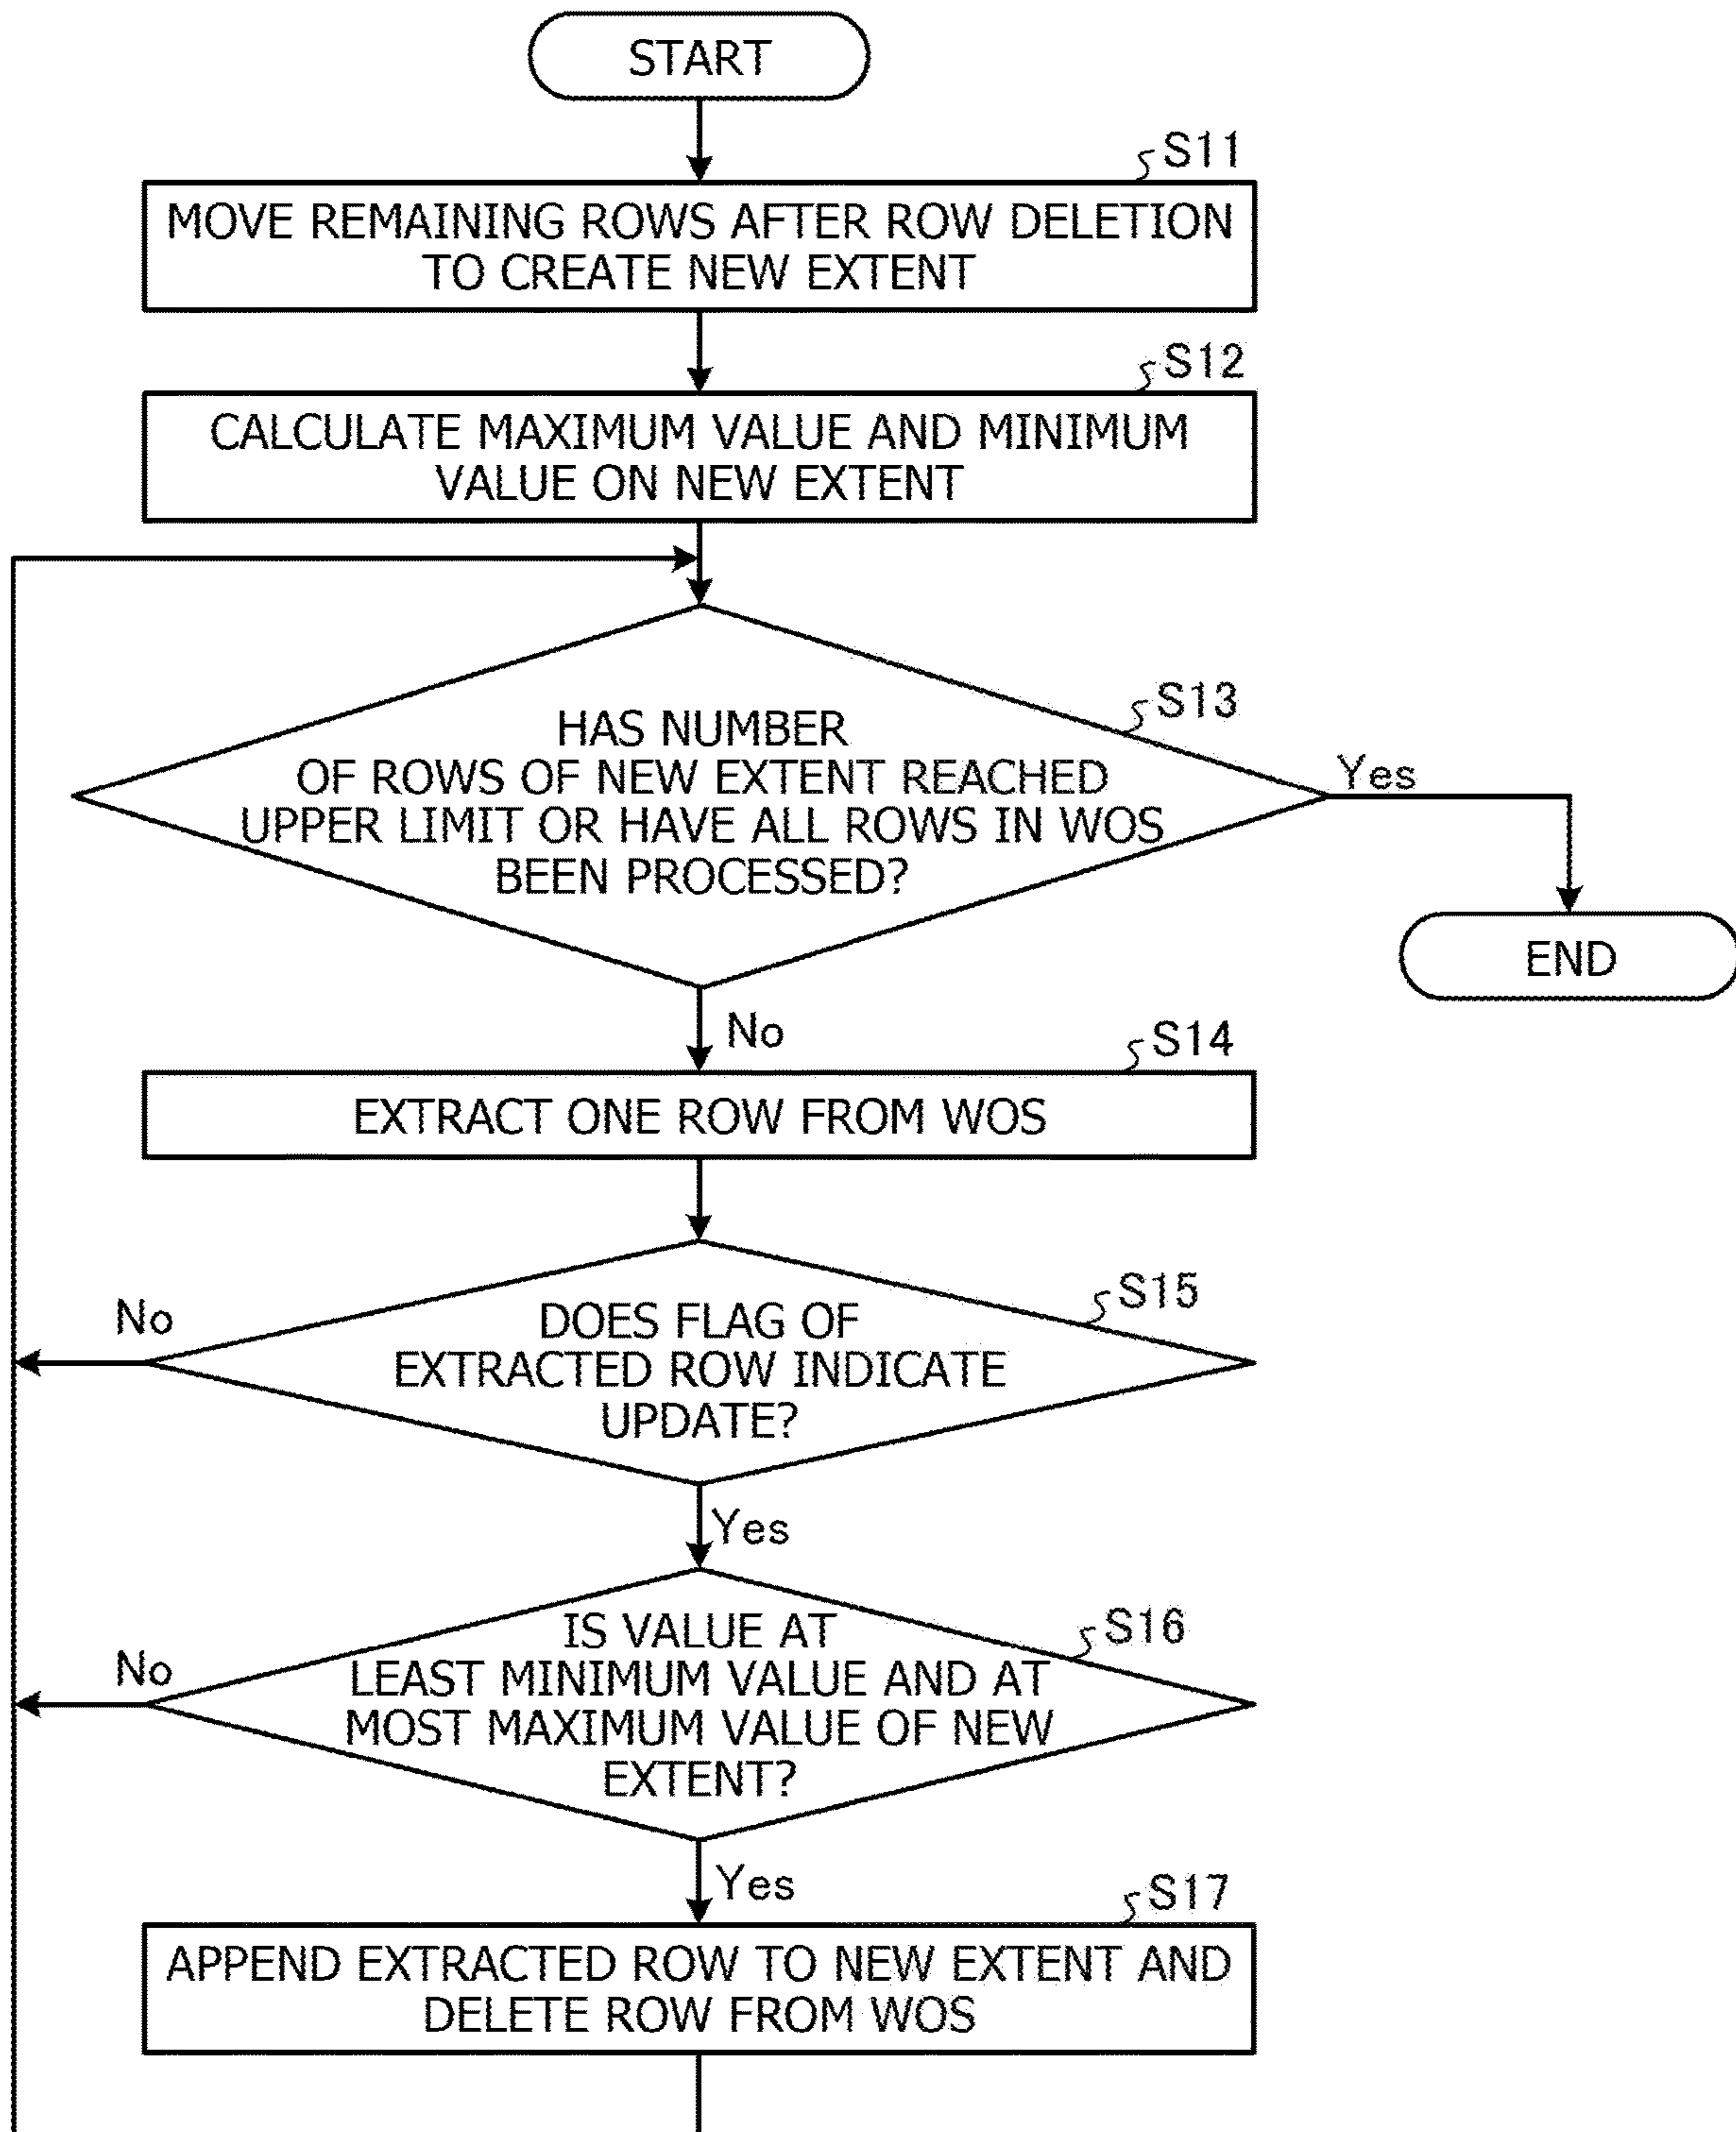 START
S11
MOVE REMAINING ROWS AFTER ROW DELETION
TO CREATE NEW EXTENT
S12
CALCULATE MAXIMUM VALUE AND MINIMUM
VALUE ON NEW EXTENT
S13
HAS NUMBER
OF ROWS OF NEW EXTENT REACHED
UPPER LIMIT OR HAVE ALL ROWS IN WOS
BEEN PROCESSED?
Yes
END
No
S14
EXTRACT ONE ROW FROM WOS
S15
No
DOES FLAG OF
EXTRACTED ROW INDICATE
UPDATE?
Yes
S16
No
IS VALUE AT
LEAST MINIMUM VALUE AND AT
MOST MAXIMUM VALUE OF NEW
EXTENT?
Yes
S17
APPEND EXTRACTED ROW TO NEW EXTENT AND
DELETE ROW FROM WOS